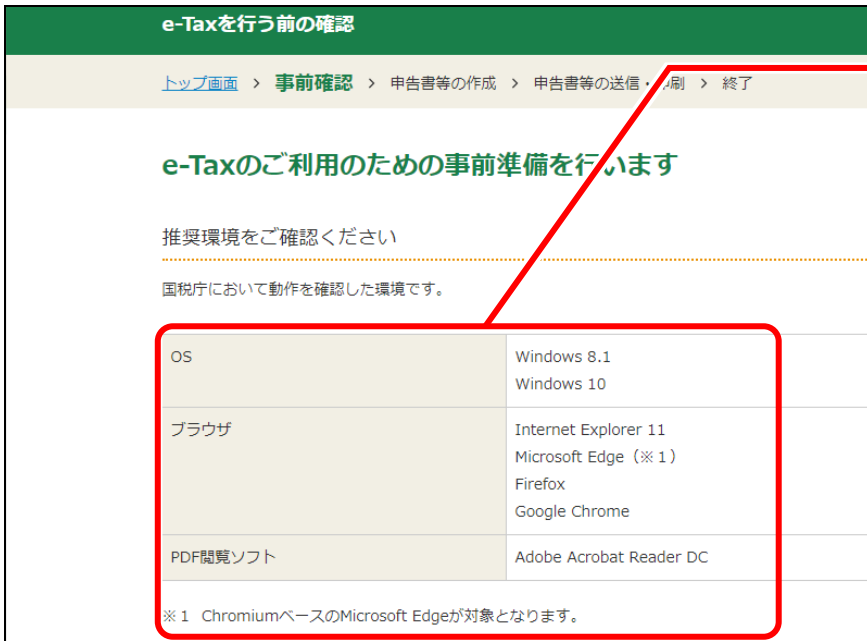 e-Taxを行う前の確認
トップ画面 > 事前確認 > 申告書等の作成 > 申告書等の送信・印刷 > 終了
e-Taxのご利用のための事前準備を行います
推奨環境をご確認ください
国税庁において動作を確認した環境です。
OS
Windows 8.1
Windows 10
ブラウザ
Internet Explorer 11
Microsoft Edge（※１）
Firefox
Google Chrome
PDF閲覧ソフト
Adobe Acrobat Reader DC
※１ ChromiumベースのMicrosoft Edgeが対象となります。